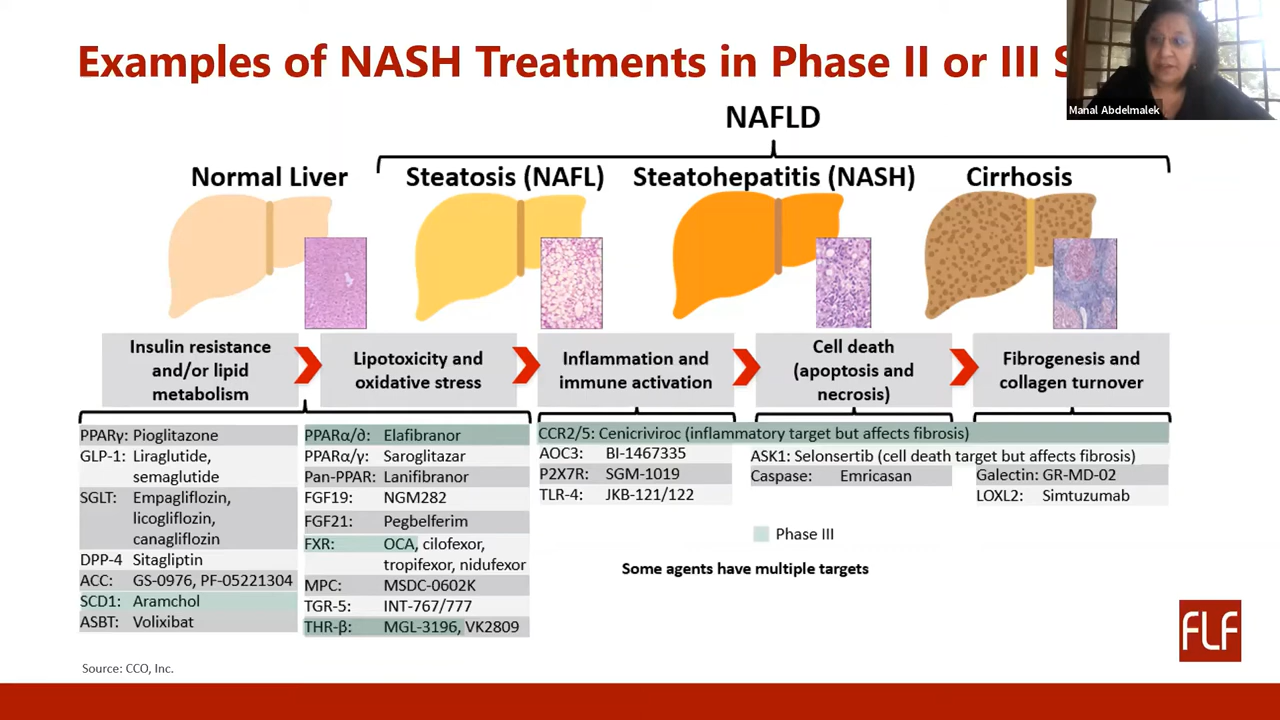 Examples of NASH Treatments in Phase II or III S
Manal Abdelmalek
NAFLD
Normal Liver
Steatosis (NAFL)
Steatohepatitis (NASH)
Cirrhosis
Insulin resistance
and/or lipid
metabolism
Lipotoxicity and
oxidative stress
Inflammation and
immune activation
Cell death
(apoptosis and
necrosis)
Fibrogenesis and
collagen turnover
PPARγ: Pioglitazone
GLP-1: Liraglutide,
semaglutide
SGLT: Empagliflozin,
licogliflozin,
canagliflozin
DPP-4 Sitagliptin
ACC: GS-0976, PF-05221304
SCD1: Aramchol
ASBT: Volixibat
PPARα/∂: Elafibranor
PPARα/γ: Saroglitazar
Pan-PPAR: Lanifibranor
FGF19: NGM282
FGF21: Pegbelferim
FXR: OCA, cilofexor,
tropifexor, nidufexor
MPC: MSDC-0602K
TGR-5: INT-767/777
THR-β: MGL-3196, VK2809
CCR2/5: Cenicriviroc (inflammatory target but affects fibrosis)
AOC3: BI-1467335
P2X7R: SGM-1019
TLR-4: JKB-121/122
ASK1: Selonsertib (cell death target but affects fibrosis)
Caspase: Emricasan
Galectin: GR-MD-02
LOXL2: Simtuzumab
Phase III
Some agents have multiple targets
FLF
Source: CCO, Inc.